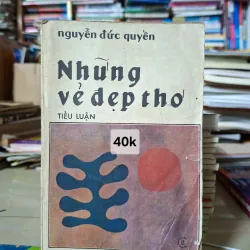 nguyễn đức quyền
Những
vẻ đẹp thơ
TIỂU LUẬN
40k